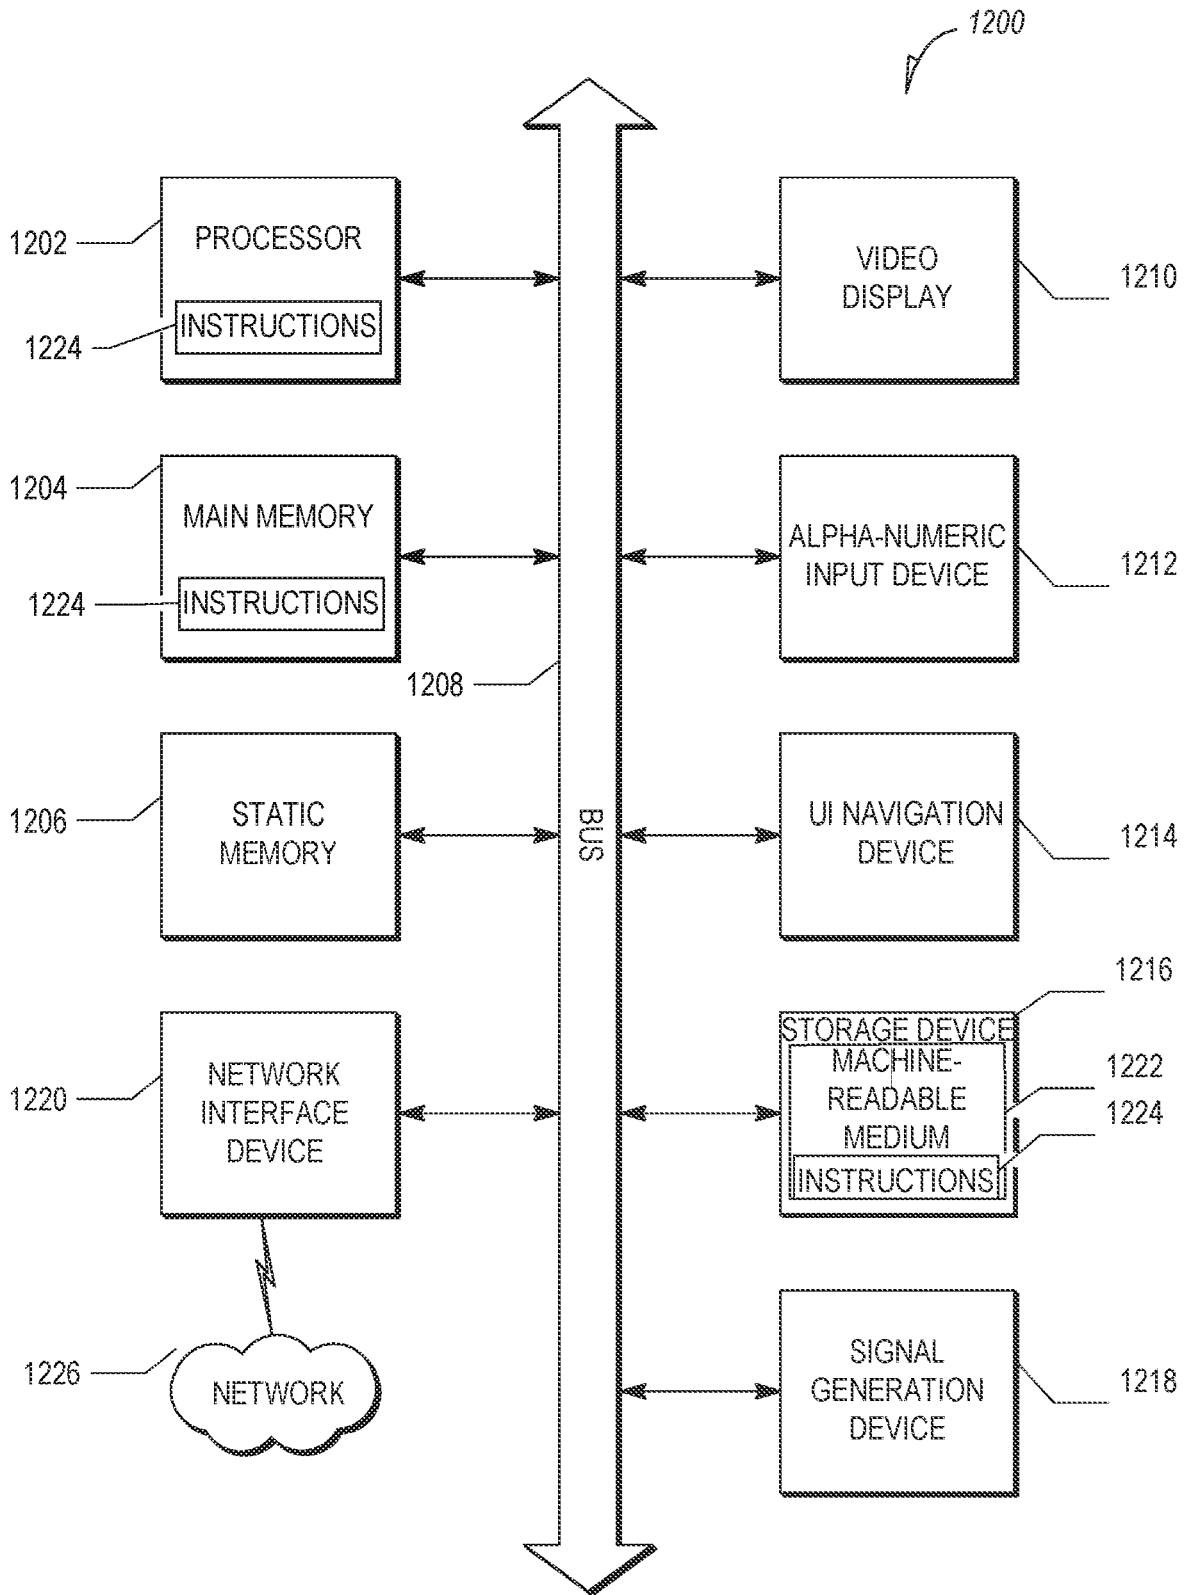 1200
1202
PROCESSOR
1224
INSTRUCTIONS
1204
MAIN MEMORY
1224
INSTRUCTIONS
1206
STATIC
MEMORY
1220
NETWORK
INTERFACE
DEVICE
1226
NETWORK
1208
BUS
VIDEO
DISPLAY
1210
ALPHA-NUMERIC
INPUT DEVICE
1212
UI NAVIGATION
DEVICE
1214
1216
STORAGE DEVICE
MACHINE-
READABLE
MEDIUM
1222
1224
INSTRUCTIONS
SIGNAL
GENERATION
DEVICE
1218